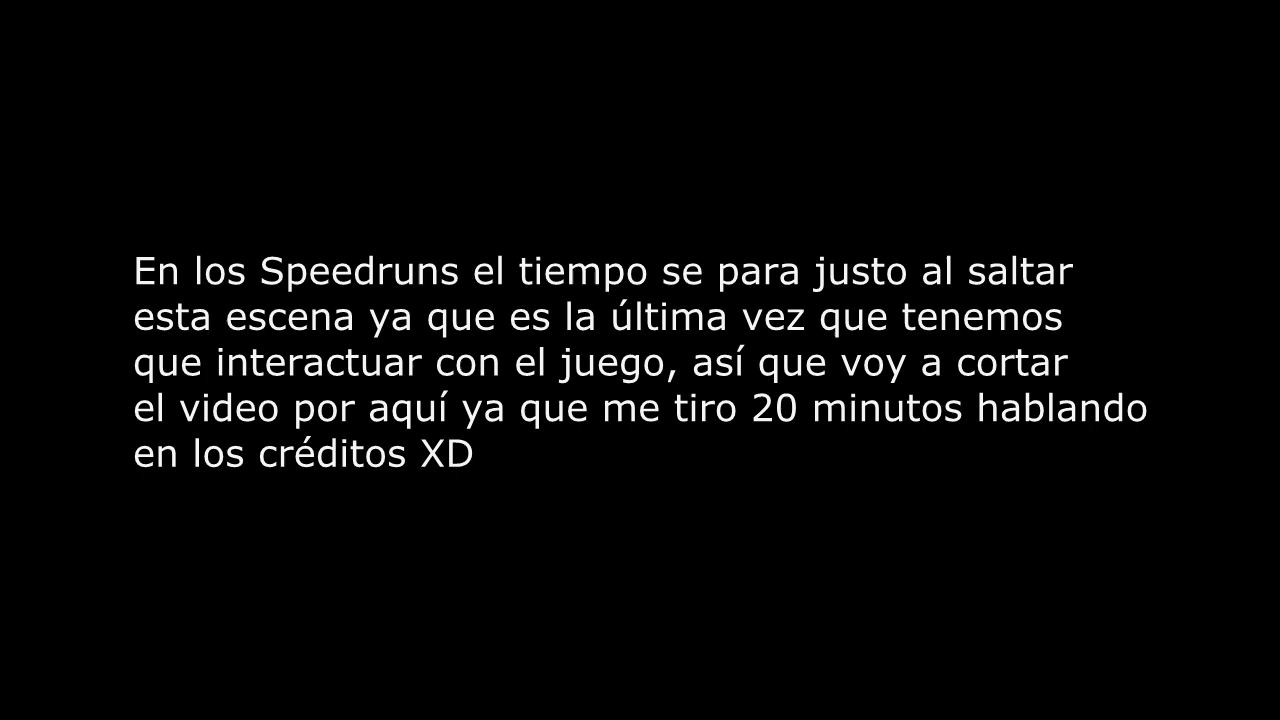 En los Speedruns el tiempo se para justo al saltar
esta escena ya que es la última vez que tenemos
que interactuar con el juego, así que voy a cortar
el video por aquí ya que me tiro 20 minutos hablando
en los créditos XD